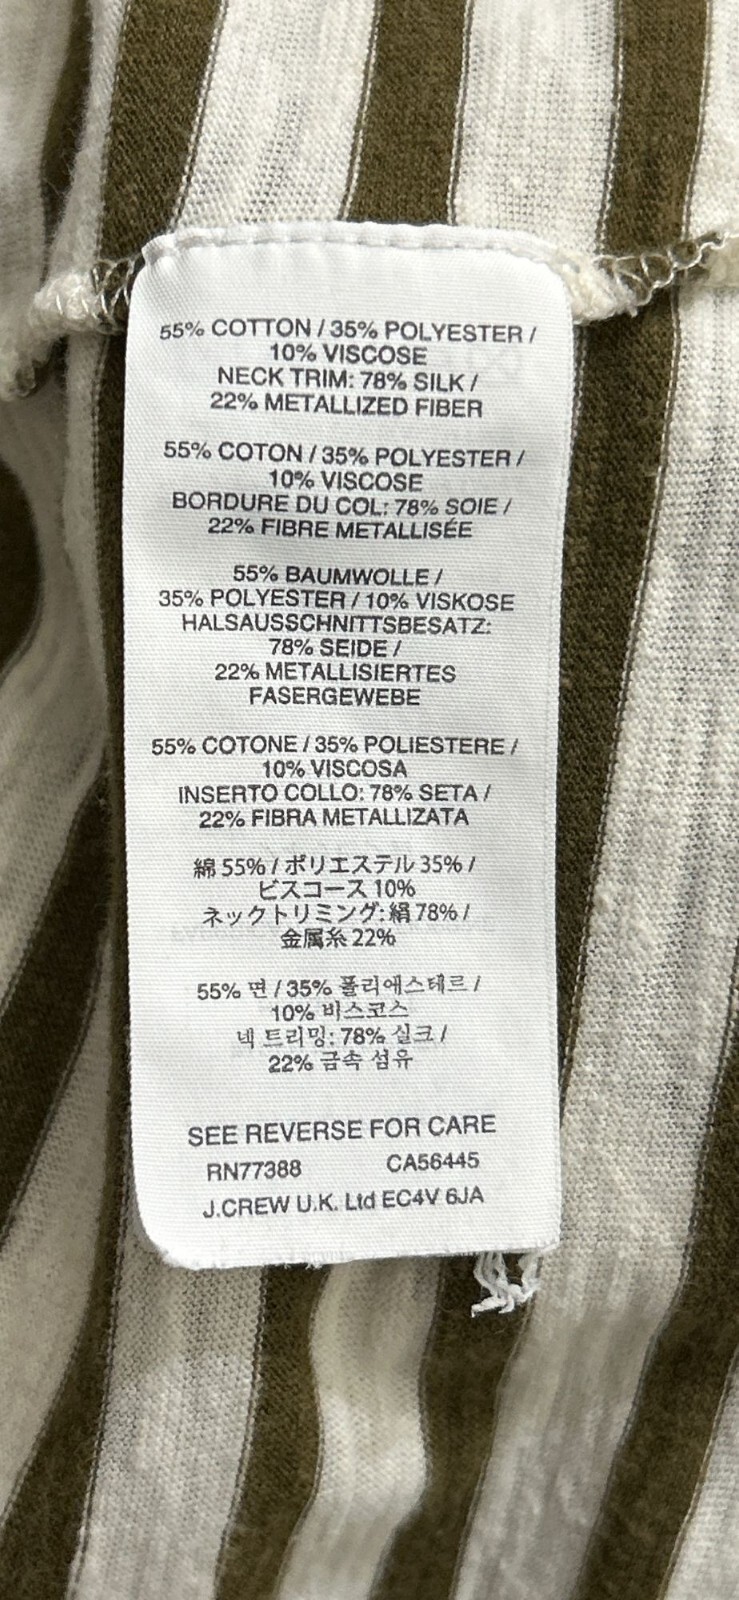 55% COTTON / 35% POLYESTER /
10% VISCOSE
NECK TRIM: 78% SILK /
22% METALLIZED FIBER
55% COTON / 35% POLYESTER /
10% VISCOSE
BORDURE DU COL: 78% SOIE /
22% FIBRE METALLISÉE
55% BAUMWOLLE /
35% POLYESTER / 10% VISKOSE
HALSAUSSCHNITTSBESATZ:
78% SEIDE /
22% METALLISIERTES
FASERGEWEBE
55% COTONE / 35% POLIESTERE /
10% VISCOSA
INSERTO COLLO: 78% SETA /
22% FIBRA METALLIZATA
綿 55% / ポリエステル 35% /
ビスコース 10%
ネックトリミング: 絹 78% /
金属糸 22%
55% 면 / 35% 폴리에스테르 /
10% 비스코스
넥 트리밍: 78% 실크 /
22% 금속 섬유
SEE REVERSE FOR CARE
RN77388 CA56445
J.CREW U.K. Ltd EC4V 6JA